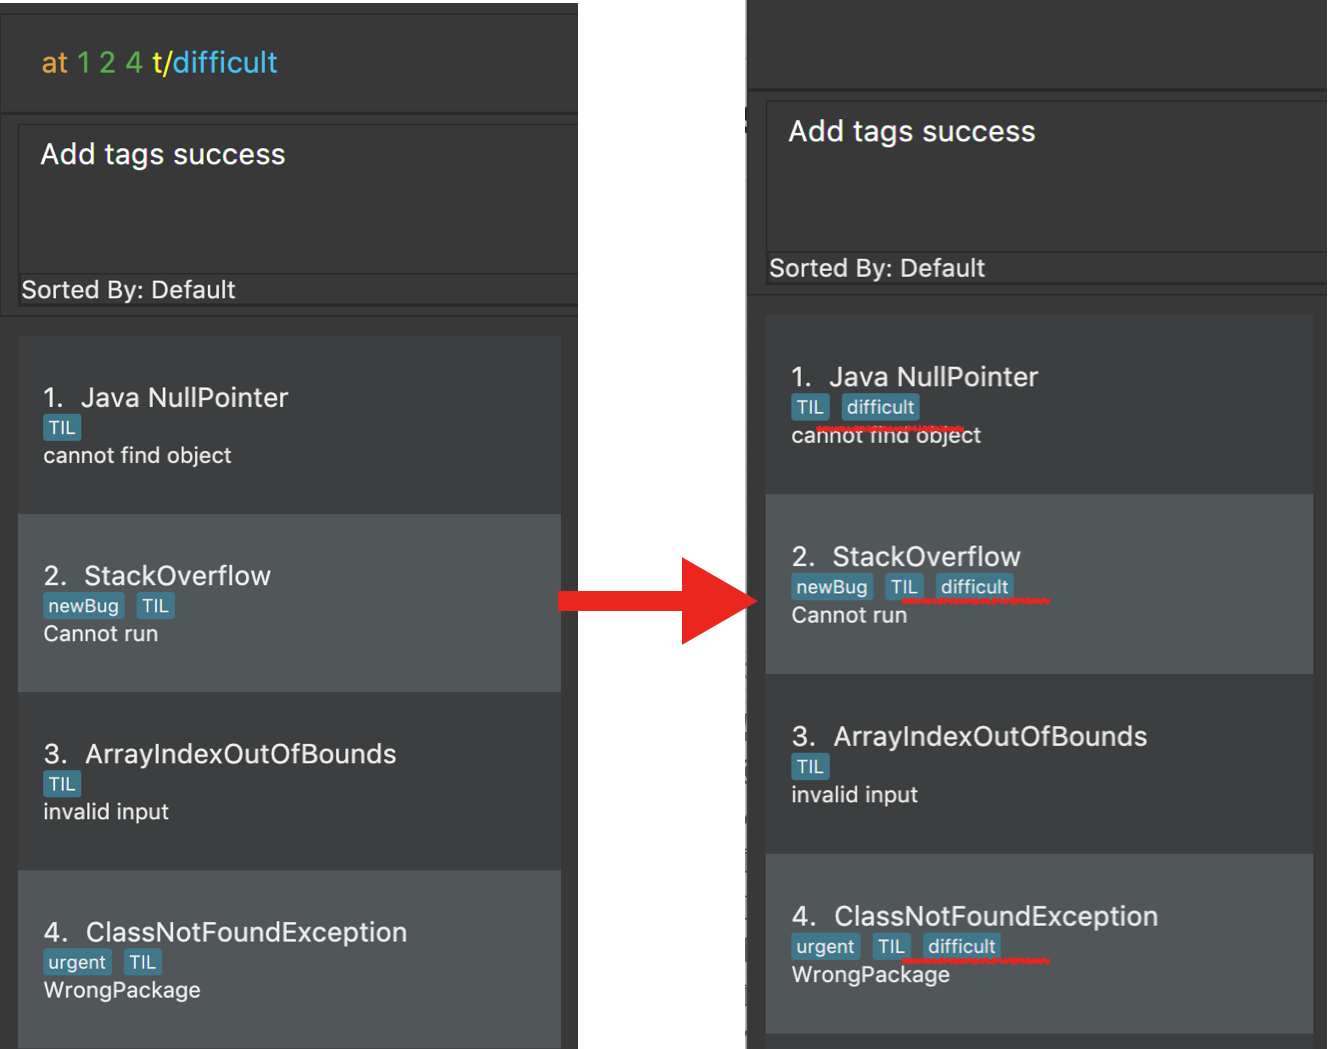 at 1 2 4 t/difficult
Add tags success
Sorted By: Default
1. Java NullPointer
TIL
cannot find object
2. StackOverflow
newBug TIL
Cannot run
3. ArrayIndexOutOfBounds
TIL
invalid input
4. ClassNotFoundException
urgent TIL
WrongPackage
Add tags success
Sorted By: Default
1. Java NullPointer
TIL difficult
cannot find object
2. StackOverflow
newBug TIL difficult
Cannot run
3. ArrayIndexOutOfBounds
TIL
invalid input
4. ClassNotFoundException
urgent TIL difficult
WrongPackage